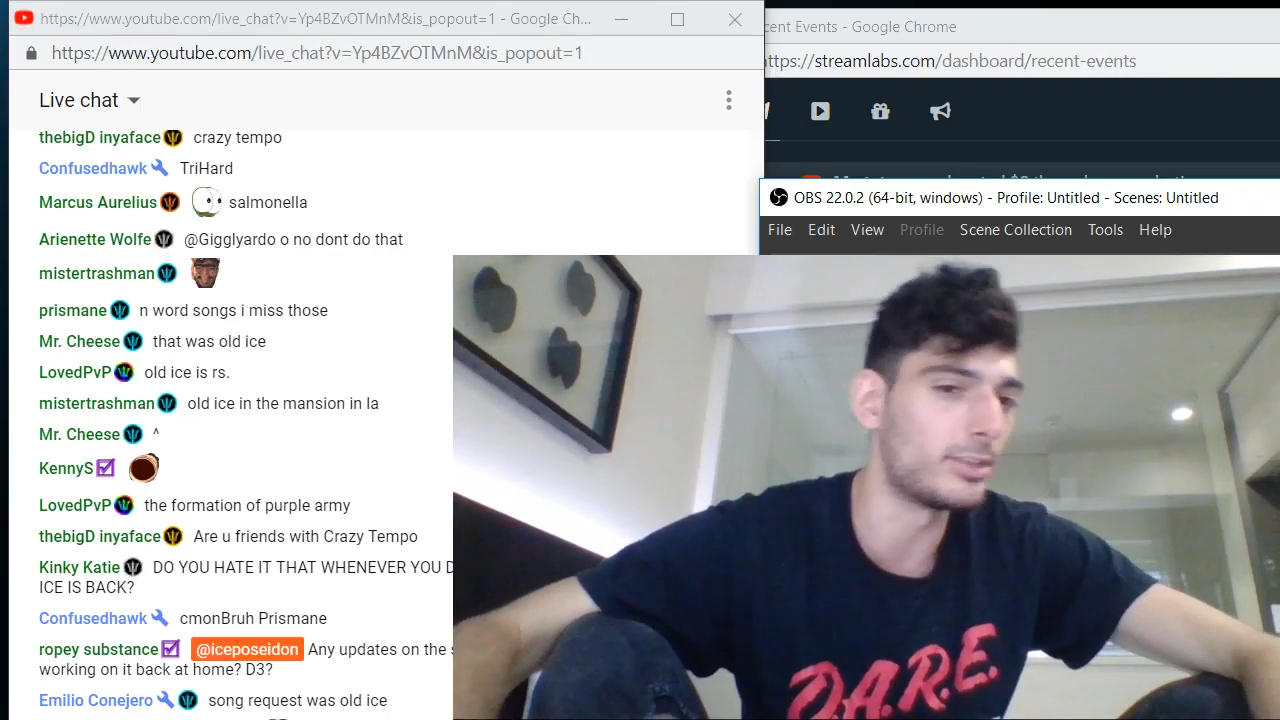 https://www.youtube.com/live_chat?v=Yp4BZvOTMnM&is_popout=1 - Google Ch...
https://www.youtube.com/live_chat?v=Yp4BZvOTMnM&is_popout=1
Live chat
thebigD inyaface crazy tempo
Confusedhawk TriHard
Marcus Aurelius salmonella
Arienette Wolfe @Gigglyardo o no dont do that
mistertrashman
prismane n word songs i miss those
Mr. Cheese that was old ice
LovedPvP old ice is rs.
mistertrashman old ice in the mansion in la
Mr. Cheese ^
KennyS
LovedPvP the formation of purple army
thebigD inyaface Are u friends with Crazy Tempo
Kinky Katie DO YOU HATE IT THAT WHENEVER YOU D
ICE IS BACK?
Confusedhawk cmonBruh Prismane
ropey substance @iceposeidon Any updates on the s
working on it back at home? D3?
Emilio Conejero song request was old ice
cent Events - Google Chrome
https://streamlabs.com/dashboard/recent-events
OBS 22.0.2 (64-bit, windows) - Profile: Untitled - Scenes: Untitled
File Edit View Profile Scene Collection Tools Help
D.A.R.E.